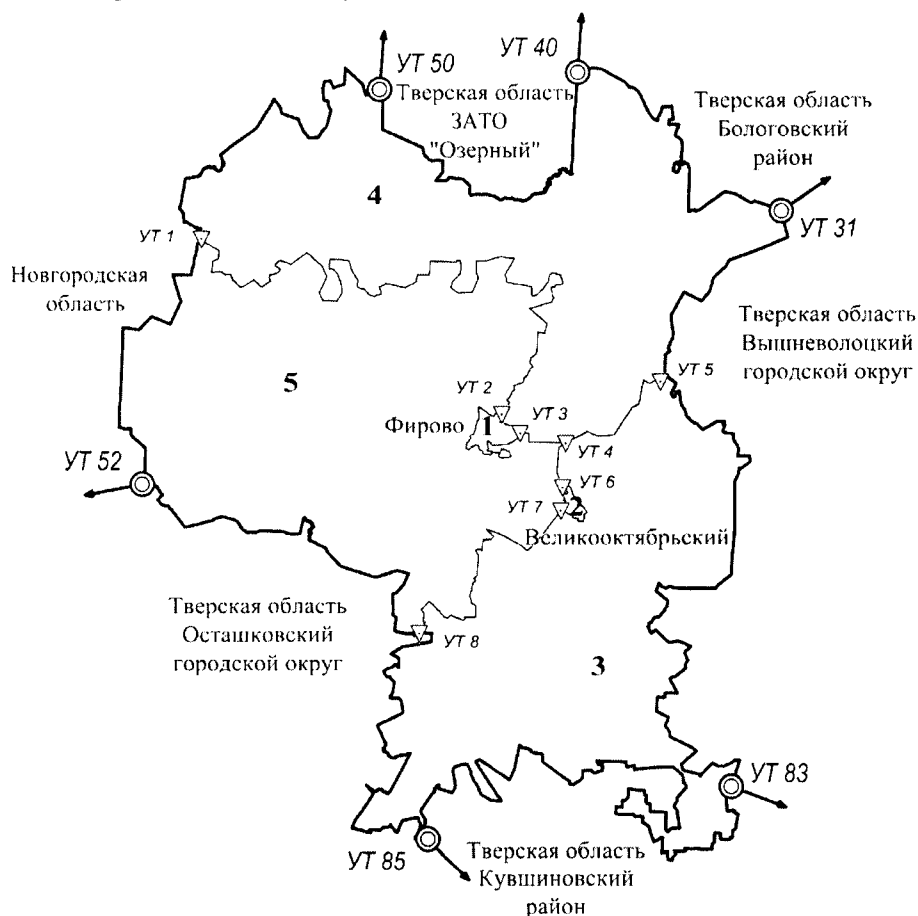 УТ 50
УТ 40
Тверская область
ЗАТО
"Озерный"
Тверская область
Бологовский
район
4
УТ 31
УТ 1
Новгородская
область
Тверская область
Вышневолоцкий
городской округ
5
УТ 5
УТ 2
Фирово
1
УТ 3
УТ 4
УТ 52
УТ 6
УТ 7
2
Великооктябрьский
Тверская область
Осташковский
городской округ
УТ 8
3
УТ 83
УТ 85
Тверская область
Кувшиновский
район